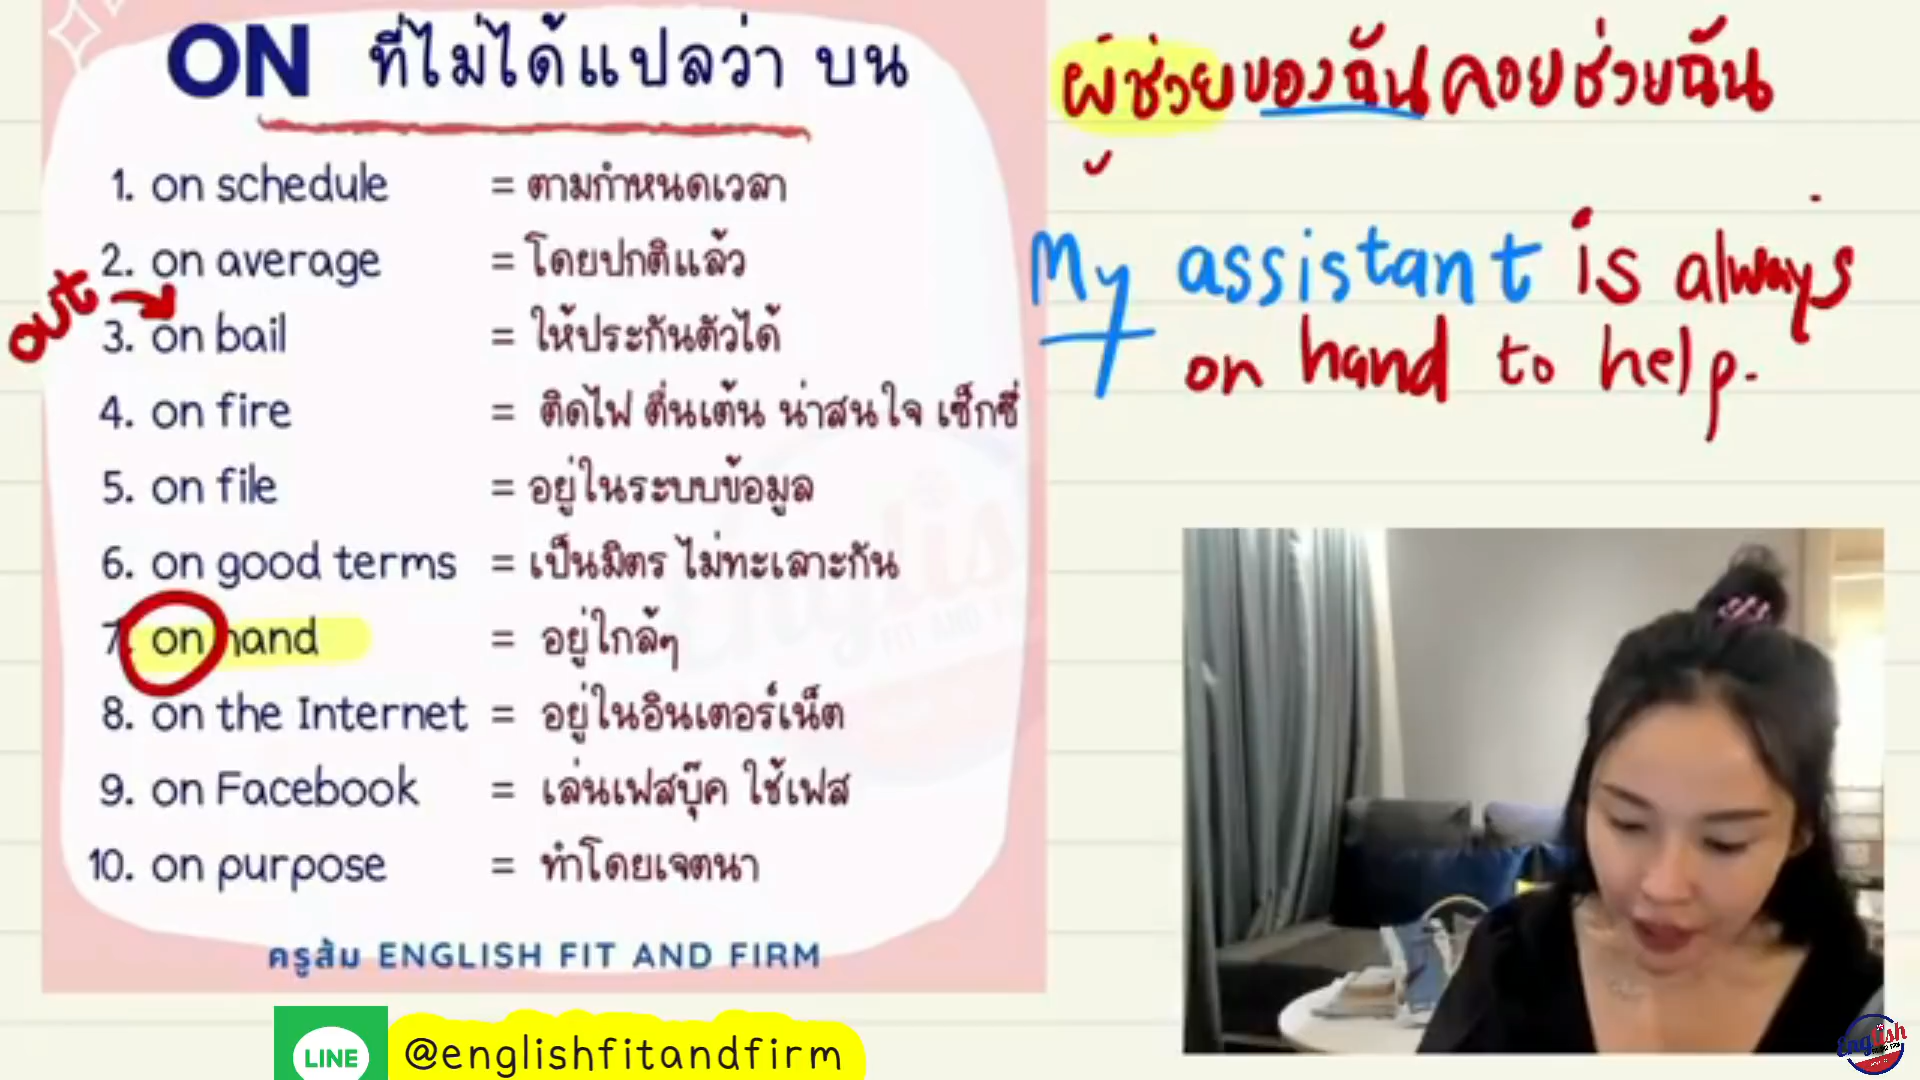 ON ที่ไม่ได้แปลว่า บน
1. on schedule = ตามกำหนดเวลา
2. on average = โดยปกติแล้ว
out
3. on bail = ให้ประกันตัวได้
4. on fire = ติดไฟ ตื่นเต้น น่าสนใจ เซ็กซี่
5. on file = อยู่ในระบบข้อมูล
6. on good terms = เป็นมิตร ไม่ทะเลาะกัน
7. on hand = อยู่ใกล้ๆ
8. on the Internet = อยู่ในอินเตอร์เน็ต
9. on Facebook = เล่นเฟสบุ๊ค ใช้เฟส
10. on purpose = ทำโดยเจตนา
ครูส้ม ENGLISH FIT AND FIRM
LINE @englishfitandfirm
ผู้ช่วยของฉันคอยช่วยฉัน
My assistant is always
on hand to help.
English